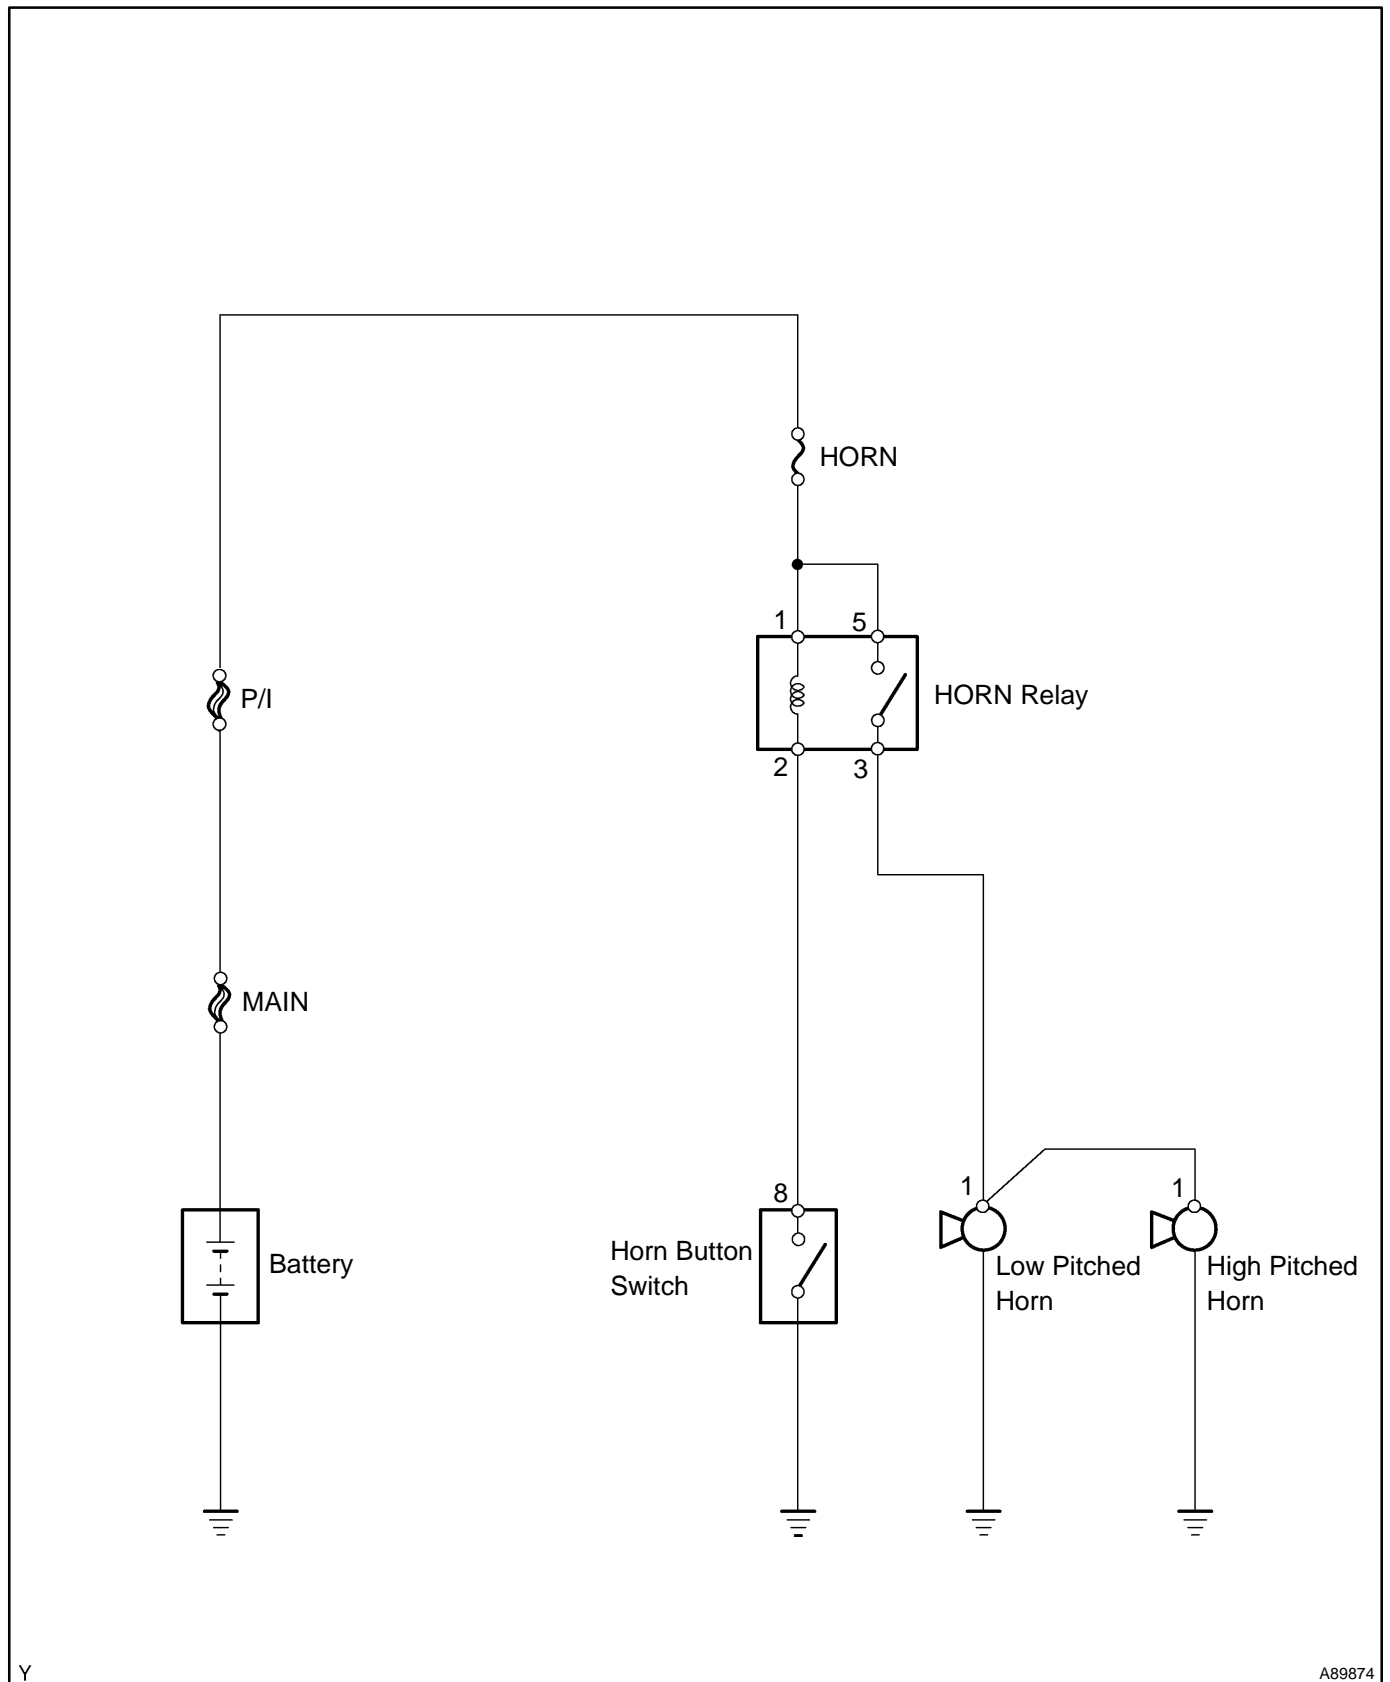 HORN
1
5
P/I
HORN Relay
2
3
MAIN
8
1
1
Battery
Horn Button
Switch
Low Pitched
Horn
High Pitched
Horn
Y
A89874